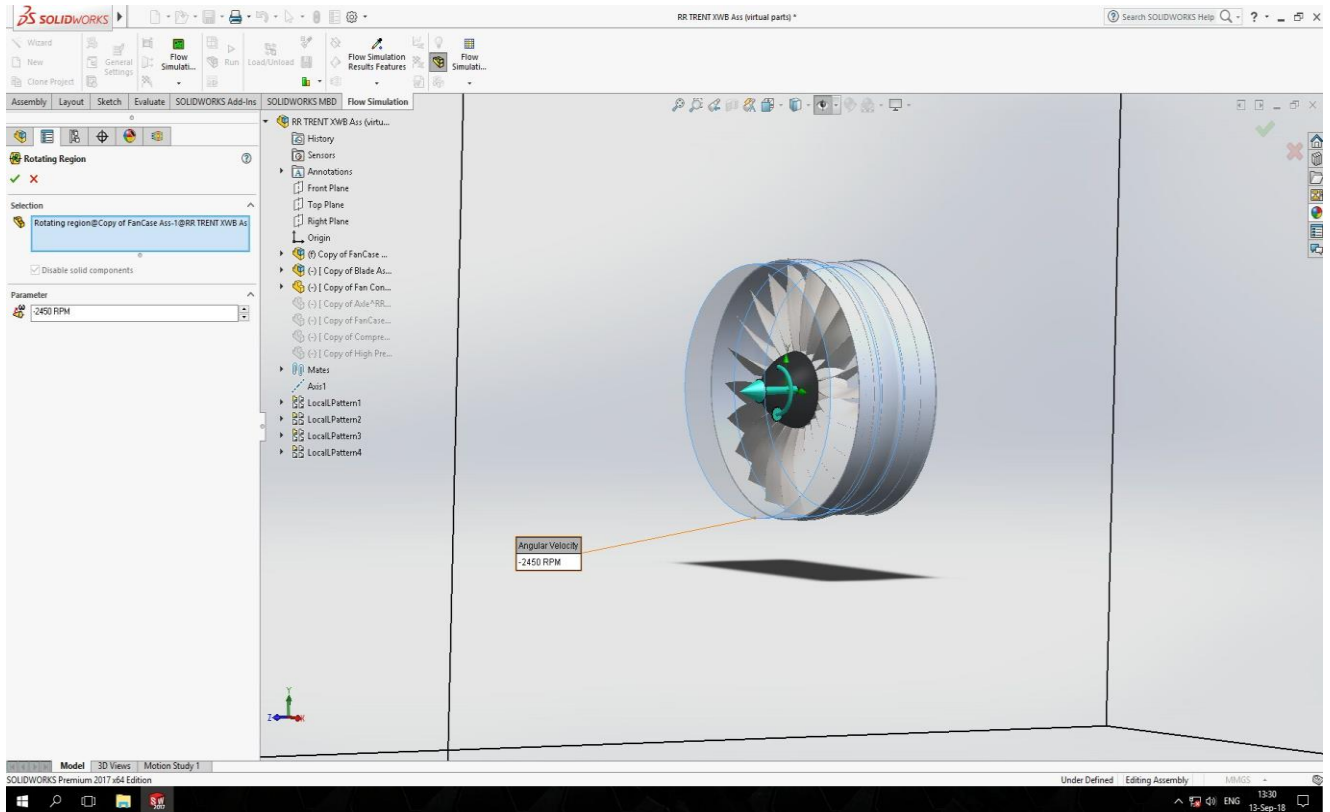 SOLIDWORKS
RR TRENT XWB Ass (virtual parts) *
Search SOLIDWORKS Help
Wizard
New
Clone Project
General Settings
Flow Simulati...
Run
Load/Unload
Flow Simulation Results Features
Flow Simulati...
Assembly
Layout
Sketch
Evaluate
SOLIDWORKS Add-Ins
SOLIDWORKS MBD
Flow Simulation
Rotating Region
Selection
Rotating region@Copy of FanCase Ass-1@RR TRENT XWB As
Disable solid components
Parameter
-2450 RPM
RR TRENT XWB Ass (virtu...
History
Sensors
Annotations
Front Plane
Top Plane
Right Plane
Origin
(f) Copy of FanCase ...
(-) [ Copy of Blade As...
(-) [ Copy of Fan Con...
(-) [ Copy of Axle^RR...
(-) [ Copy of FanCase...
(-) [ Copy of Compre...
(-) [ Copy of High Pre...
Mates
Axis1
LocalLPattern1
LocalLPattern2
LocalLPattern3
LocalLPattern4
Angular Velocity
-2450 RPM
Y
Z
X
Model
3D Views
Motion Study 1
SOLIDWORKS Premium 2017 x64 Edition
Under Defined
Editing Assembly
MMGS
ENG
13:30
13-Sep-18